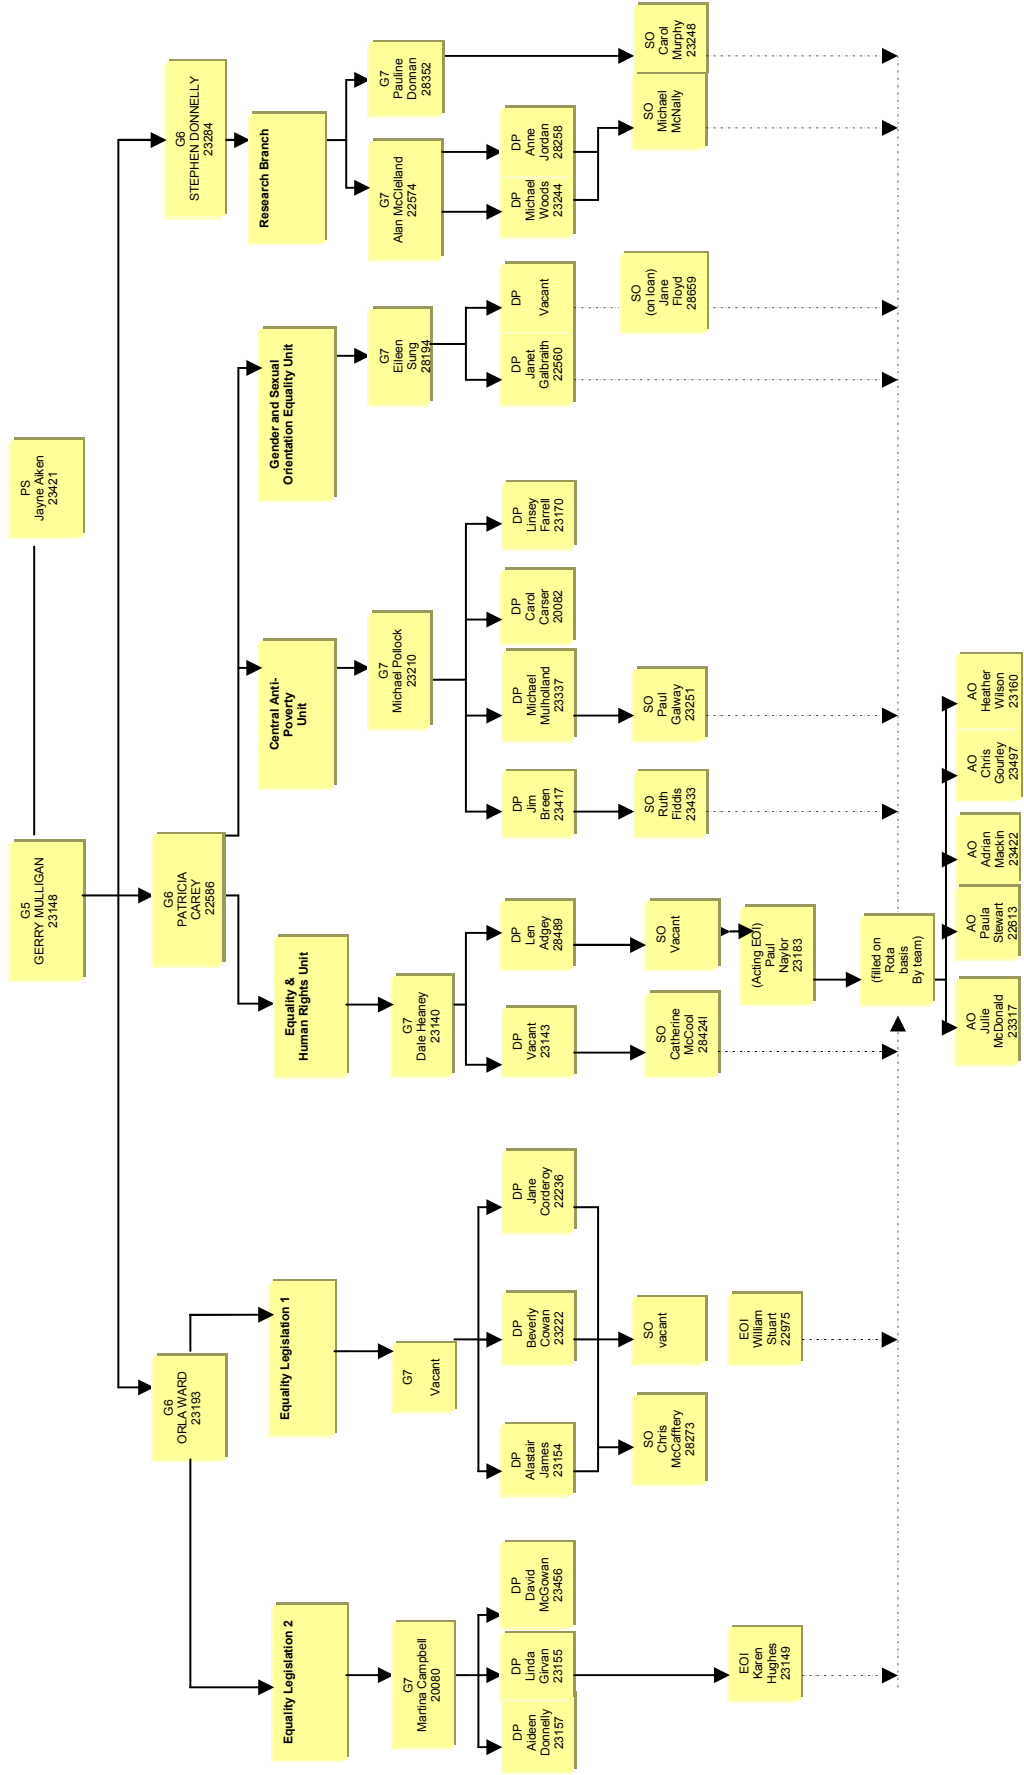 G5
GERRY MULLIGAN
23148
PS
Jayne Aiken
23421
G6
ORLA WARD
23193
G6
PATRICIA
CAREY
22586
G6
STEPHEN DONNELLY
23284
Equality Legislation 2
Equality Legislation 1
Equality &
Human Rights Unit
Central Anti-
Poverty
Unit
Gender and Sexual
Orientation Equality Unit
Research Branch
G7
Martina Campbell
20080
G7
Vacant
G7
Dale Heaney
23140
G7
Michael Pollock
23210
G7
Eileen
Sung
28194
G7
Alan McClelland
22574
G7
Pauline
Donnan
28352
DP
Aideen
Donnelly
23157
DP
Linda
Girvan
23155
DP
David
McGowan
23456
DP
Alastair
James
23154
DP
Beverly
Cowan
23222
DP
Jane
Corderoy
22236
DP
Vacant
23143
DP
Len
Adgey
28489
DP
Jim
Breen
23417
DP
Michael
Mulholland
23337
DP
Carol
Carser
20082
DP
Linsey
Farrell
23170
DP
Janet
Galbraith
22560
DP
Vacant
DP
Michael
Woods
23244
DP
Anne
Jordan
28258
SO
Chris
McCafftery
28273
SO
vacant
SO
Catherine
McCool
28424l
SO
Vacant
SO
Ruth
Fiddis
23433
SO
Paul
Galway
23251
SO
(on loan)
Jane
Floyd
28659
SO
Michael
McNally
SO
Carol
Murphy
23248
EOI
Karen
Hughes
23149
EOI
William
Stuart
22975
(Acting EOI)
Paul
Naylor
23183
(filled on
Rota
basis
By team)
AO
Julie
McDonald
23317
AO
Paula
Stewart
22613
AO
Adrian
Mackin
23422
AO
Chris
Gourley
23497
AO
Heather
Wilson
23160